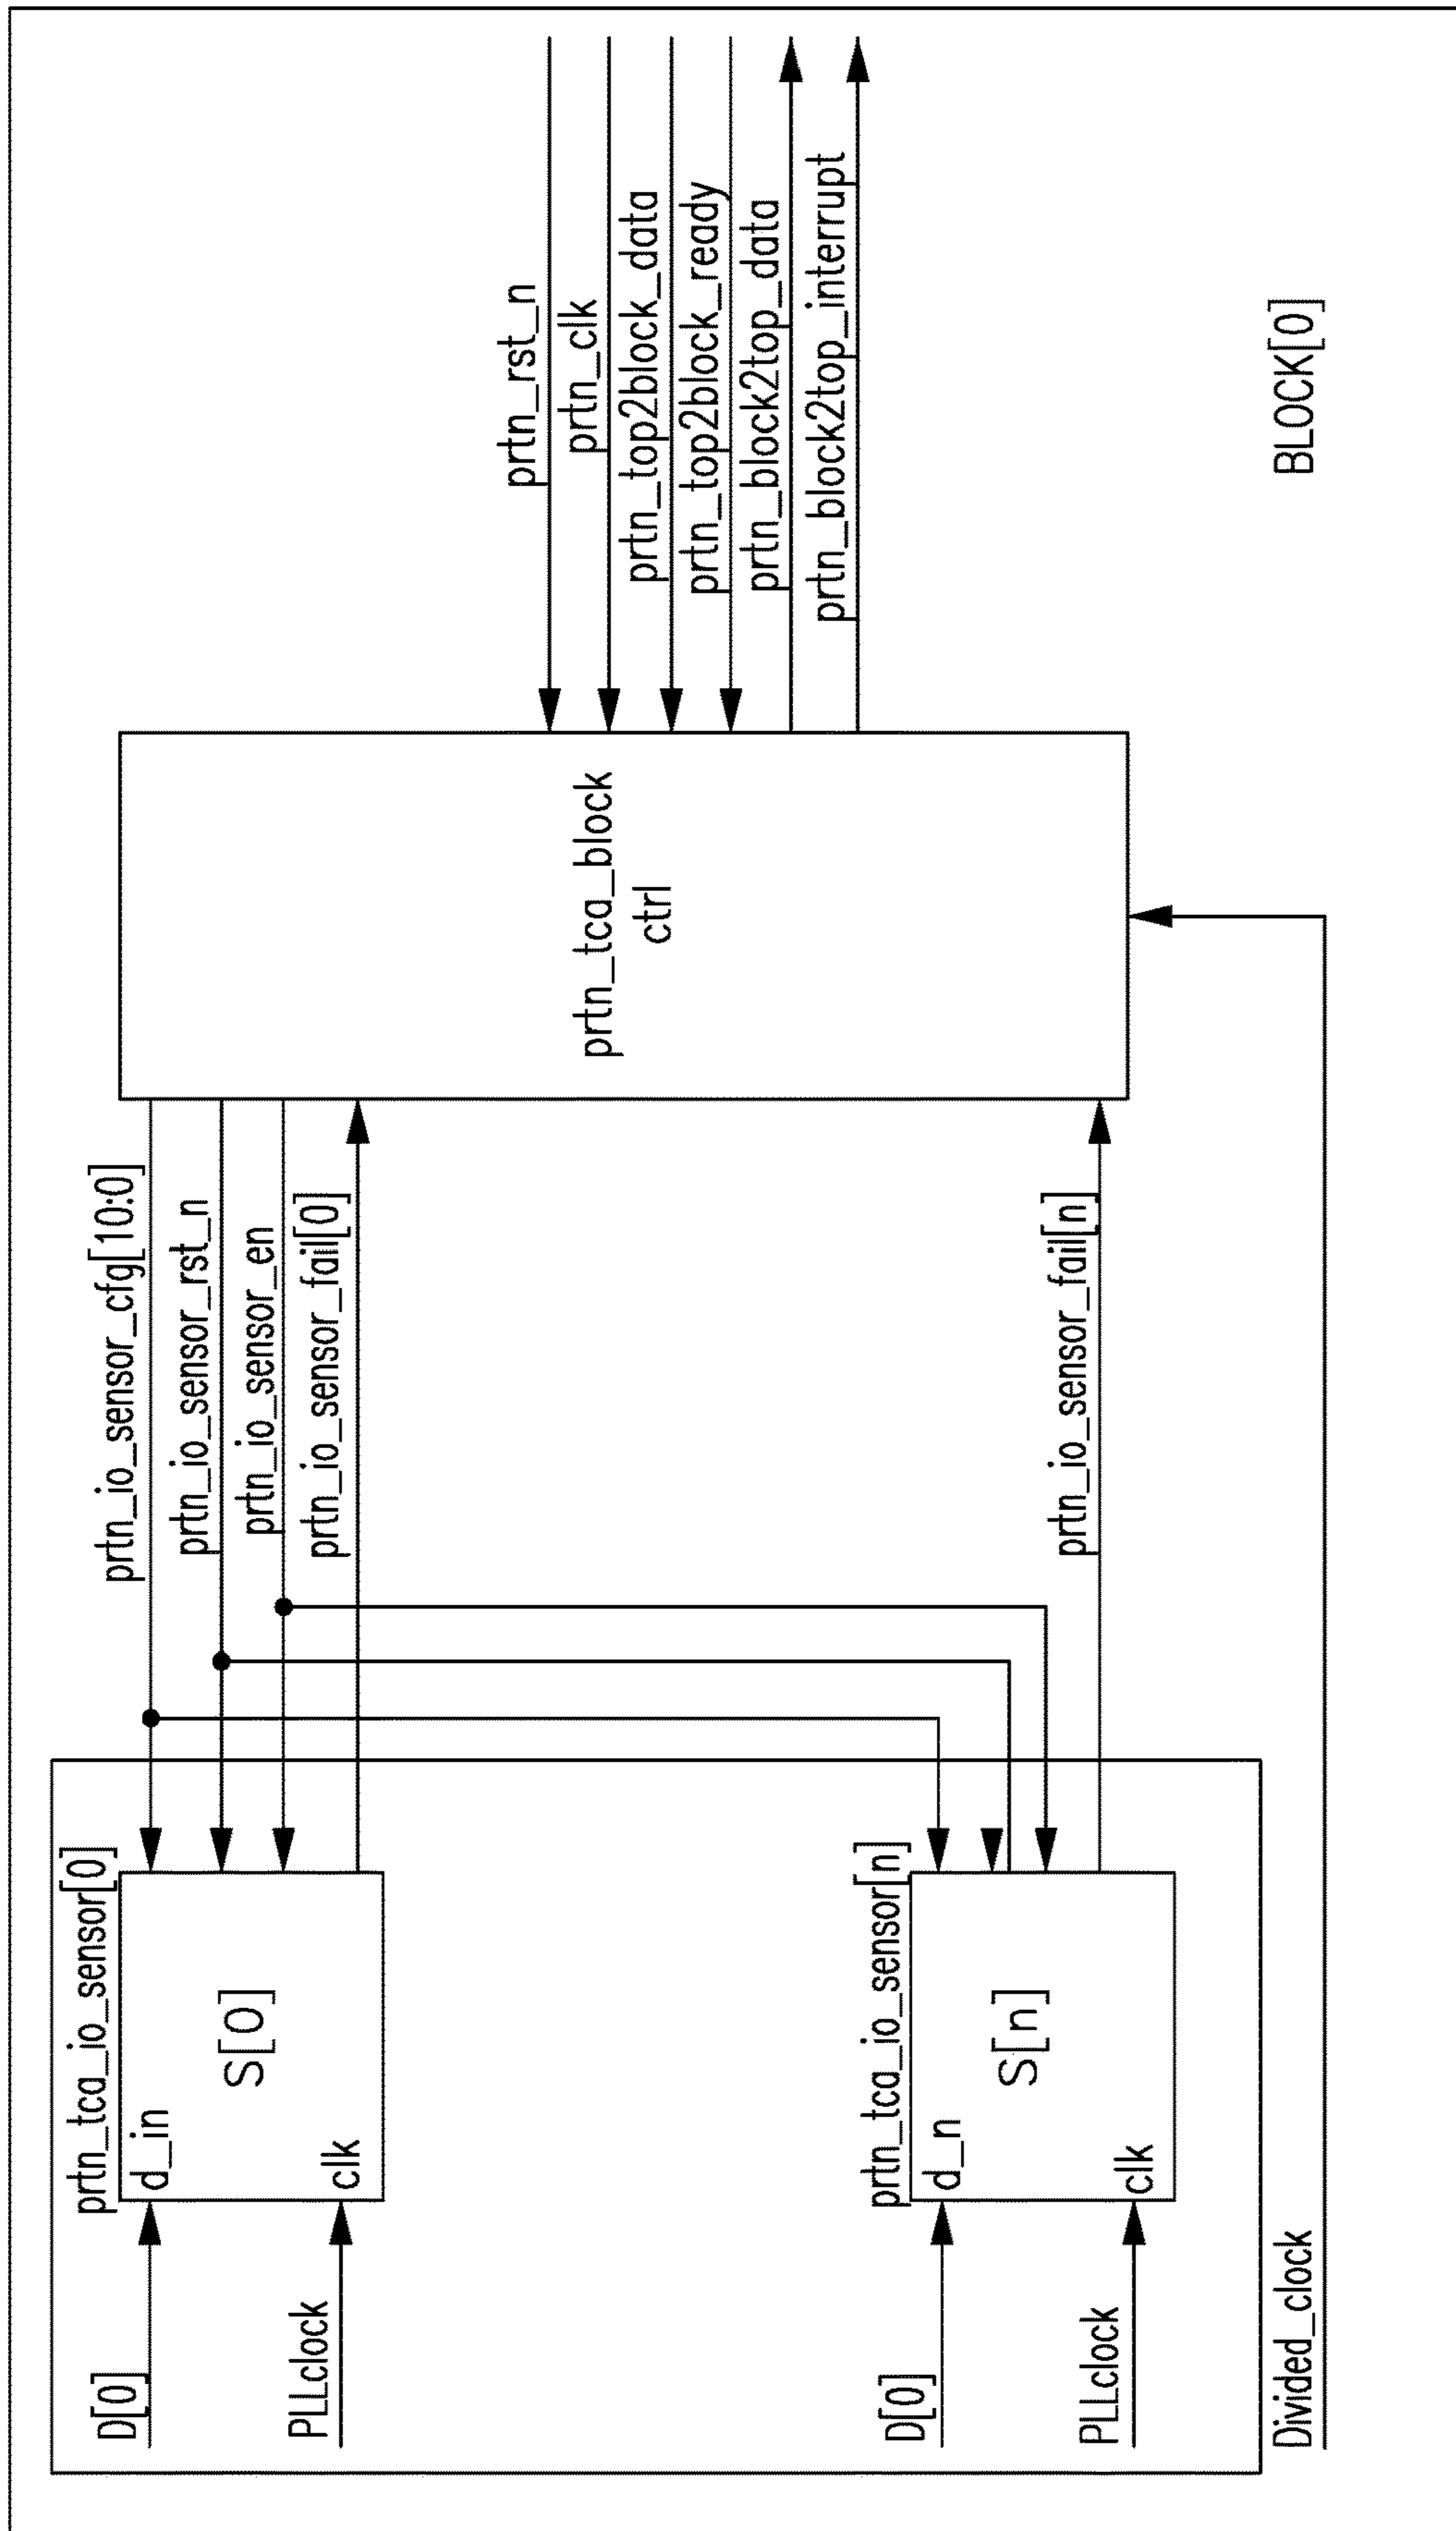 prtn_tca_io_sensor[0]
D[0]
d_in
S[0]
PLLclock
clk
prtn_io_sensor_cfg[10:0]
prtn_io_sensor_rst_n
prtn_io_sensor_en
prtn_io_sensor_fail[0]
prtn_tca_block
ctrl
prtn_rst_n
prtn_clk
prtn_top2block_data
prtn_top2block_ready
prtn_block2top_data
prtn_block2top_interrupt
prtn_tca_io_sensor[n]
D[0]
d_n
S[n]
PLLclock
clk
prtn_io_sensor_fail[n]
Divided_clock
BLOCK[0]